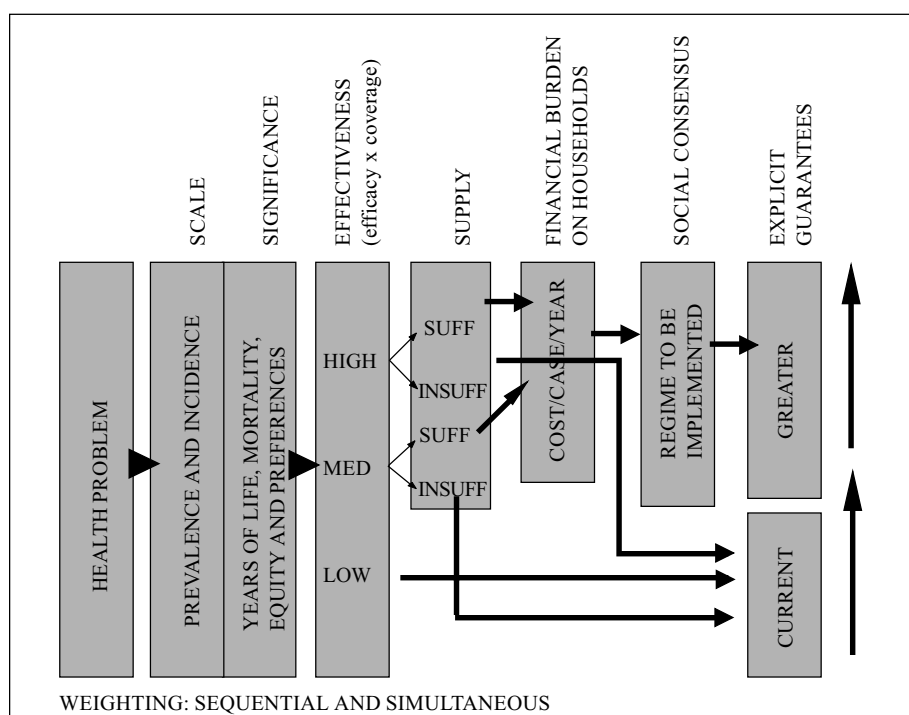 SCALE
SIGNIFICANCE
EFFECTIVENESS
(efficacy x coverage)
SUPPLY
FINANCIAL BURDEN
ON HOUSEHOLDS
SOCIAL CONSENSUS
EXPLICIT
GUARANTEES
HEALTH PROBLEM
PREVALENCE AND INCIDENCE
YEARS OF LIFE, MORTALITY,
EQUITY AND PREFERENCES
HIGH
MED
LOW
SUFF
INSUFF
SUFF
INSUFF
COST/CASE/YEAR
REGIME TO BE
IMPLEMENTED
GREATER
CURRENT
WEIGHTING: SEQUENTIAL AND SIMULTANEOUS